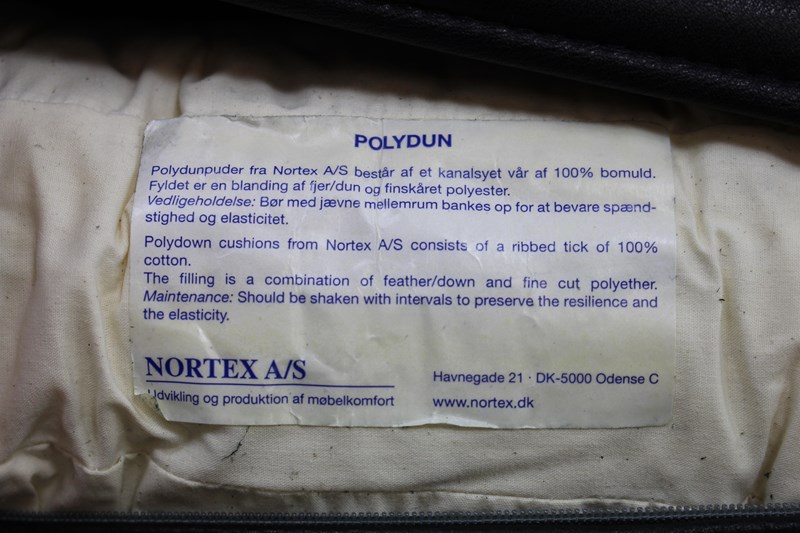 POLYDUN
Polydunpuder fra Nortex A/S består af et kanalsyet vår af 100% bomuld.
Fyldet er en blanding af fjer/dun og finskåret polyester.
Vedligeholdelse: Bør med jævne mellemrum bankes op for at bevare spænd-
stighed og elasticitet.
Polydown cushions from Nortex A/S consists of a ribbed tick of 100%
cotton.
The filling is a combination of feather/down and fine cut polyether.
Maintenance: Should be shaken with intervals to preserve the resilience and
the elasticity.
NORTEX A/S
Udvikling og produktion af møbelkomfort
Havnegade 21 · DK-5000 Odense C
www.nortex.dk